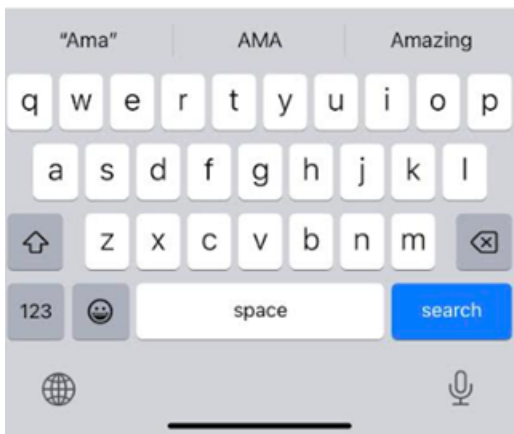 “Ama” AMA Amazing
q w e r t y u i o p
a s d f g h j k l
z x c v b n m
123 space search